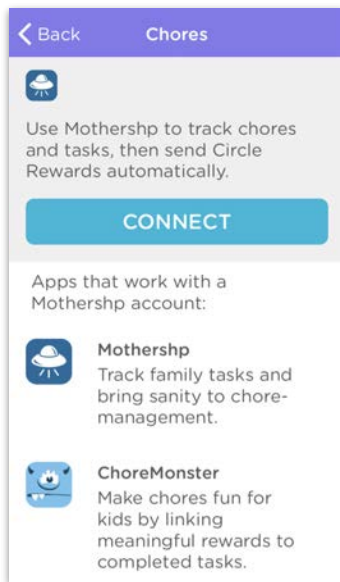 Back Chores
Use Mothershp to track chores
and tasks, then send Circle
Rewards automatically.
CONNECT
Apps that work with a
Mothershp account:
Mothershp
Track family tasks and
bring sanity to chore-
management.
ChoreMonster
Make chores fun for
kids by linking
meaningful rewards to
completed tasks.